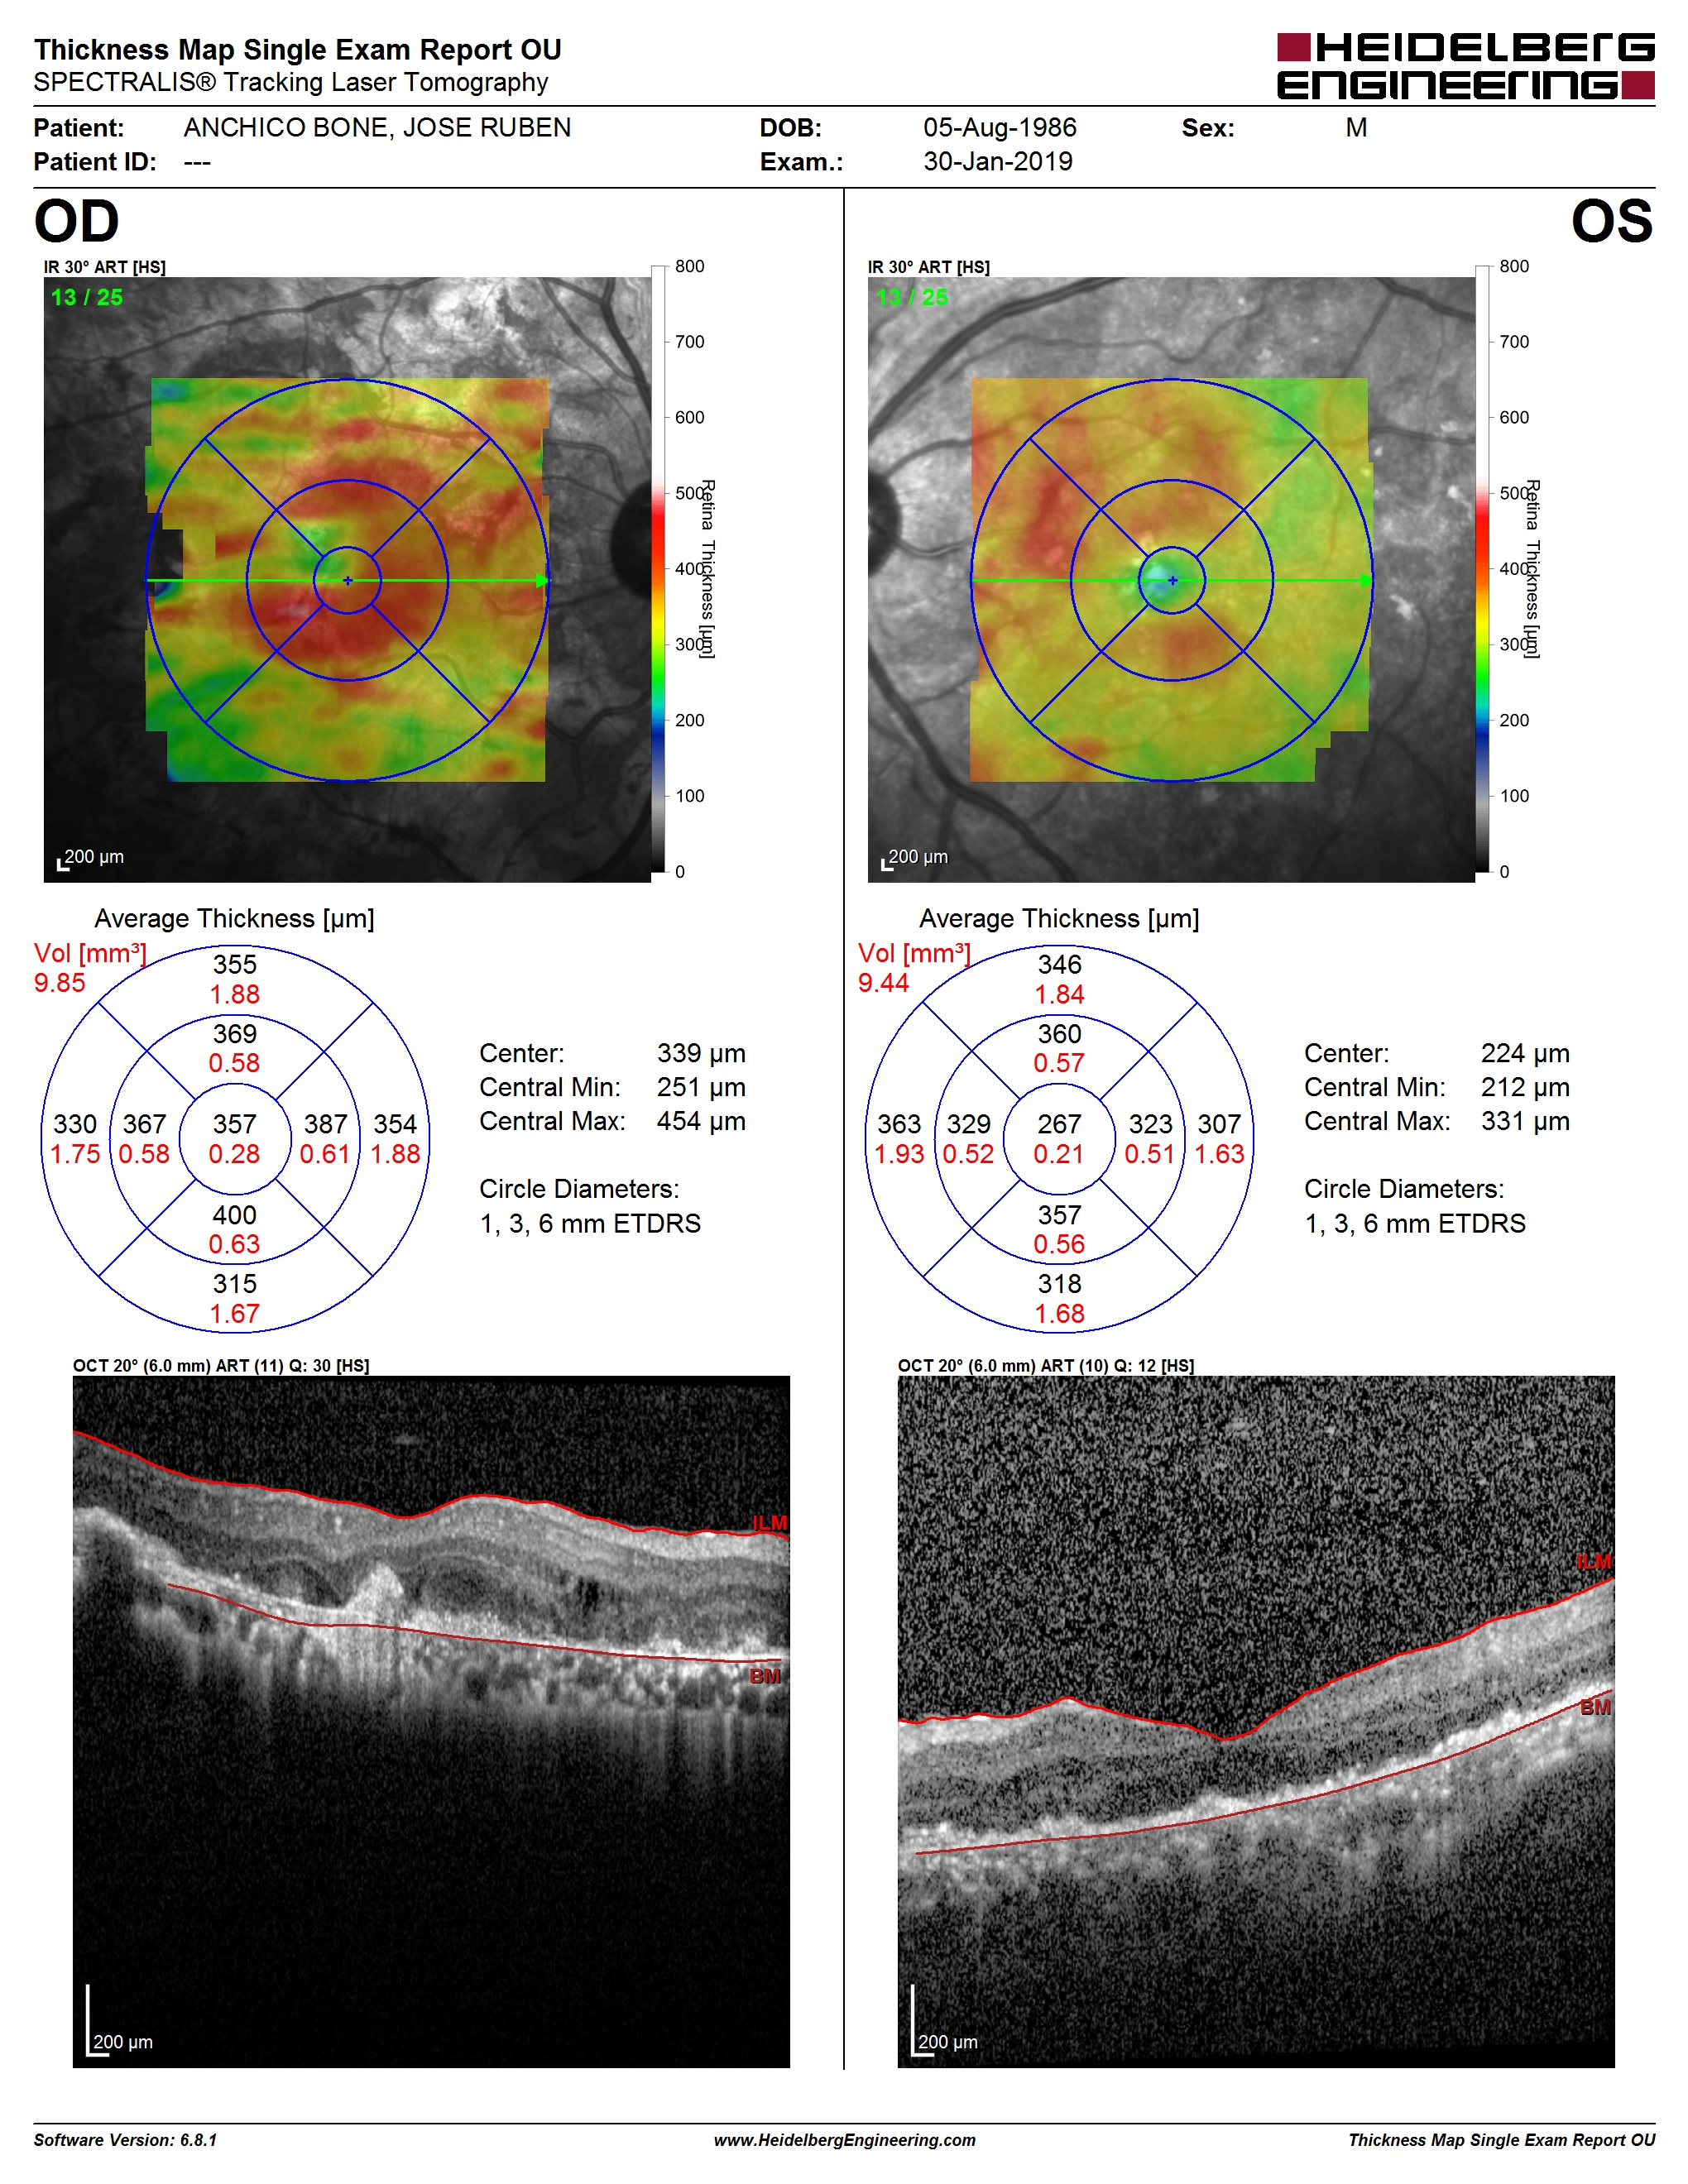 Thickness Map Single Exam Report OU
SPECTRALIS® Tracking Laser Tomography
HEIDELBERG
ENGINEERING
Patient: ANCHICO BONE, JOSE RUBEN DOB: 05-Aug-1986 Sex: M
Patient ID: --- Exam.: 30-Jan-2019
OD
IR 30° ART [HS]
13 / 25
800
700
600
500
400
300
200
100
0
Retina Thickness [µm]
200 µm
Average Thickness [µm]
Vol [mm³]
9.85
355
1.88
369
0.58
330 367 357 387 354
1.75 0.58 0.28 0.61 1.88
400
0.63
315
1.67
Center: 339 µm
Central Min: 251 µm
Central Max: 454 µm
Circle Diameters:
1, 3, 6 mm ETDRS
OCT 20° (6.0 mm) ART (11) Q: 30 [HS]
ILM
BM
200 µm
OS
IR 30° ART [HS]
13 / 25
800
700
600
500
400
300
200
100
0
Retina Thickness [µm]
200 µm
Average Thickness [µm]
Vol [mm³]
9.44
346
1.84
360
0.57
363 329 267 323 307
1.93 0.52 0.21 0.51 1.63
357
0.56
318
1.68
Center: 224 µm
Central Min: 212 µm
Central Max: 331 µm
Circle Diameters:
1, 3, 6 mm ETDRS
OCT 20° (6.0 mm) ART (10) Q: 12 [HS]
ILM
BM
200 µm
Software Version: 6.8.1 www.HeidelbergEngineering.com Thickness Map Single Exam Report OU